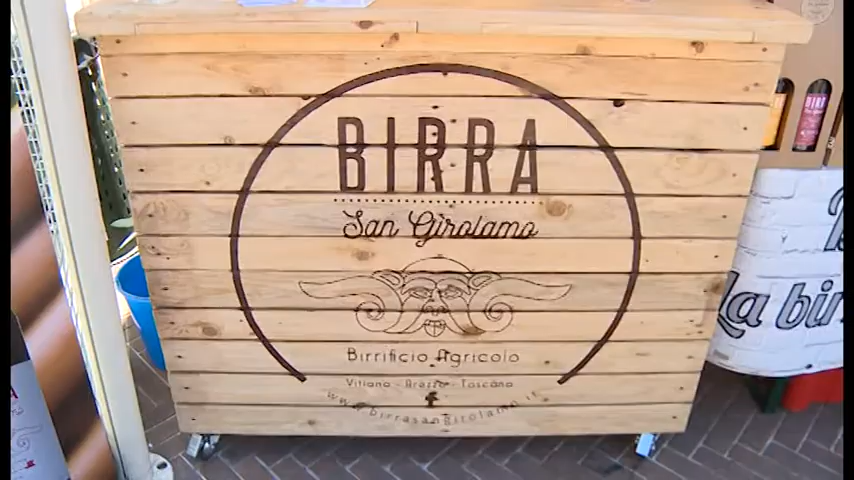 BIRRA
San Girolamo
Birrificio Agricolo
Vitiano - Arezzo - Toscana
www.birrasangirolamo.it
La bir